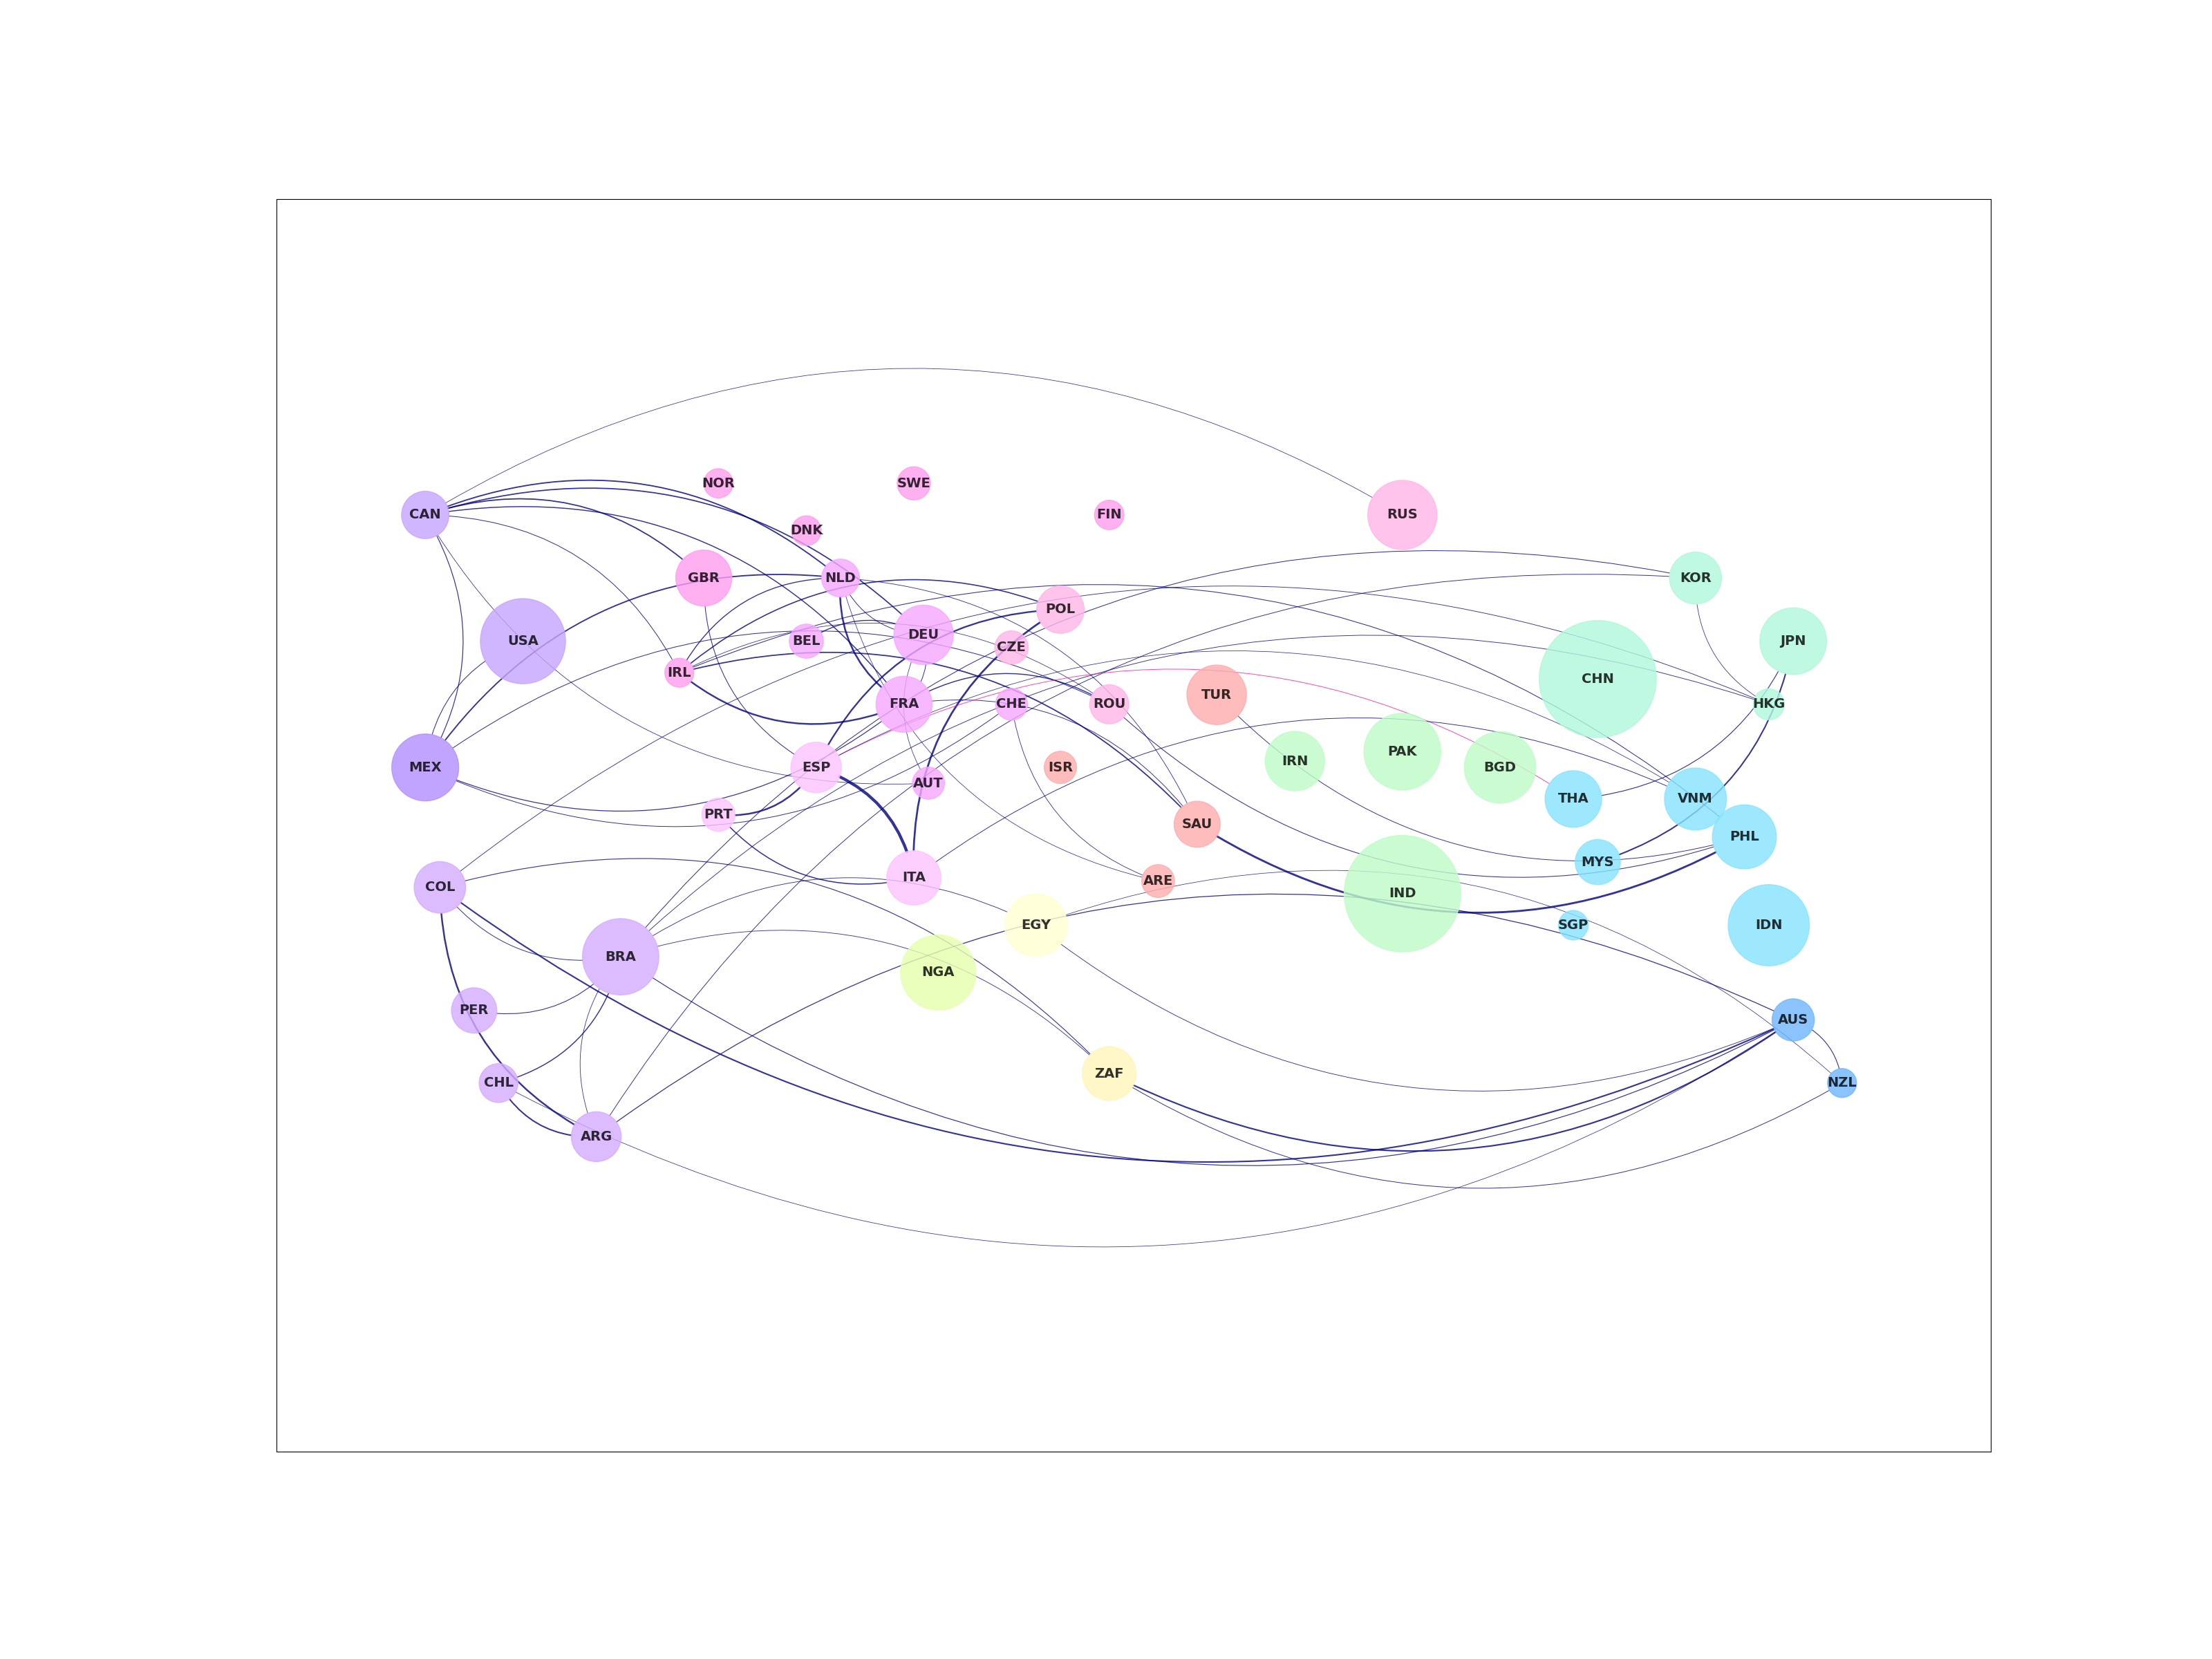 NOR
SWE
CAN
FIN
RUS
DNK
GBR
NLD
KOR
POL
DEU
USA
BEL
CZE
JPN
IRL
CHN
TUR
FRA
CHE
ROU
HKG
PAK
IRN
MEX
ESP
ISR
BGD
AUT
THA
VNM
PRT
SAU
PHL
MYS
ITA
ARE
COL
IND
EGY
SGP
IDN
BRA
NGA
PER
AUS
ZAF
CHL
NZL
ARG